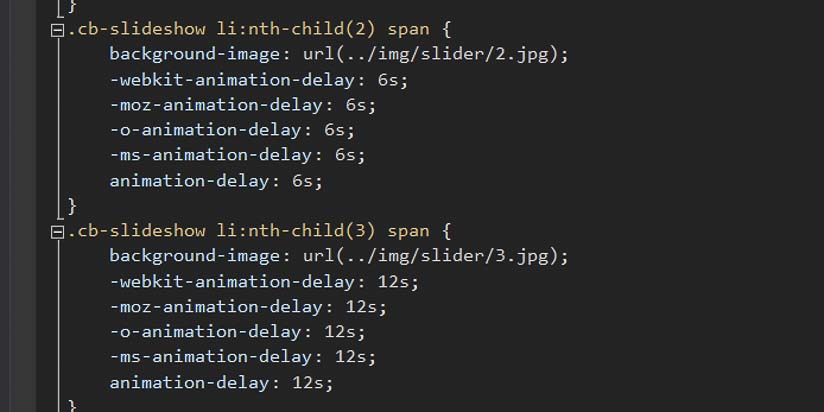 }
.cb-slideshow li:nth-child(2) span {
background-image: url(../img/slider/2.jpg);
-webkit-animation-delay: 6s;
-moz-animation-delay: 6s;
-o-animation-delay: 6s;
-ms-animation-delay: 6s;
animation-delay: 6s;
}
.cb-slideshow li:nth-child(3) span {
background-image: url(../img/slider/3.jpg);
-webkit-animation-delay: 12s;
-moz-animation-delay: 12s;
-o-animation-delay: 12s;
-ms-animation-delay: 12s;
animation-delay: 12s;
}